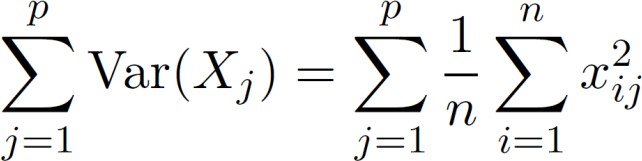 \sum_{j=1}^{p} \mathrm{Var}(X_j) = \sum_{j=1}^{p} \frac{1}{n} \sum_{i=1}^{n} x_{ij}^2